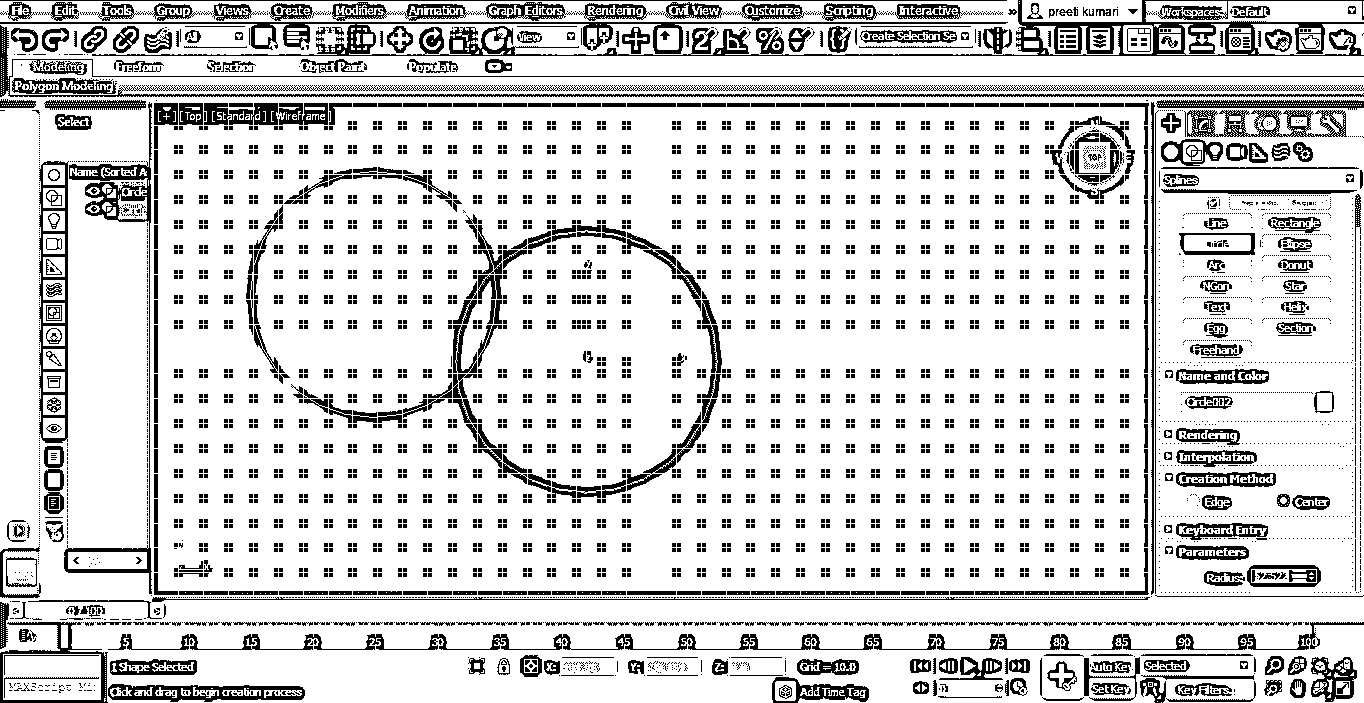 File Edit Tools Group Views Create Modifiers Animation Graph Editors Rendering Civil View Customize Scripting Interactive » preeti kumari Workspaces: Default
All View Create Selection Se
Modeling Freeform Selection Object Paint Populate
Polygon Modeling
[+] [Top] [Standard] [Wireframe]
Select
TOP
Name (Sorted A
Splines
Line Rectangle
Circle Ellipse
Arc Donut
NGon Star
Text Helix
Egg Section
Freehand
Name and Color
Circle002
Rendering
Interpolation
Creation Method
Edge Center
Keyboard Entry
Parameters
Radius:
0 / 100
5 10 15 20 25 30 35 40 45 50 55 60 65 70 75 80 85 90 95 100
1 Shape Selected X: Y: Z: Grid = 10.0 Auto Key Selected
MAXScript Mi
Click and drag to begin creation process Add Time Tag Set Key Key Filters...